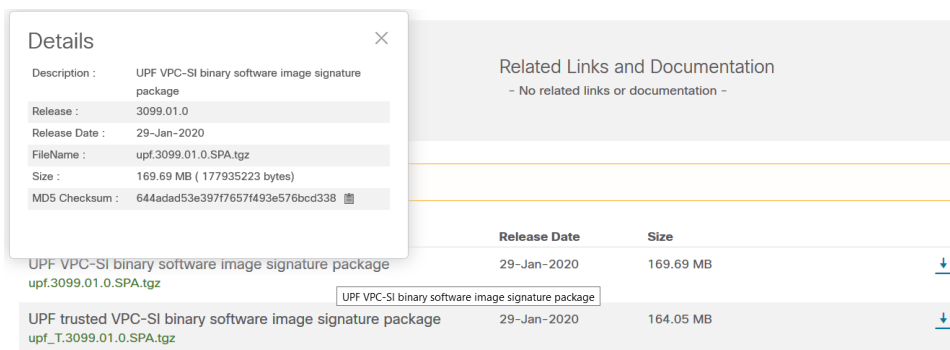 Details
Description : UPF VPC-SI binary software image signature
package
Release : 3099.01.0
Release Date : 29-Jan-2020
FileName : upf.3099.01.0.SPA.tgz
Size : 169.69 MB ( 177935223 bytes)
MD5 Checksum : 644adad53e397f7657f493e576bcd338
Related Links and Documentation
- No related links or documentation -
Release Date Size
UPF VPC-SI binary software image signature package 29-Jan-2020 169.69 MB
upf.3099.01.0.SPA.tgz
UPF VPC-SI binary software image signature package
UPF trusted VPC-SI binary software image signature package 29-Jan-2020 164.05 MB
upf_T.3099.01.0.SPA.tgz